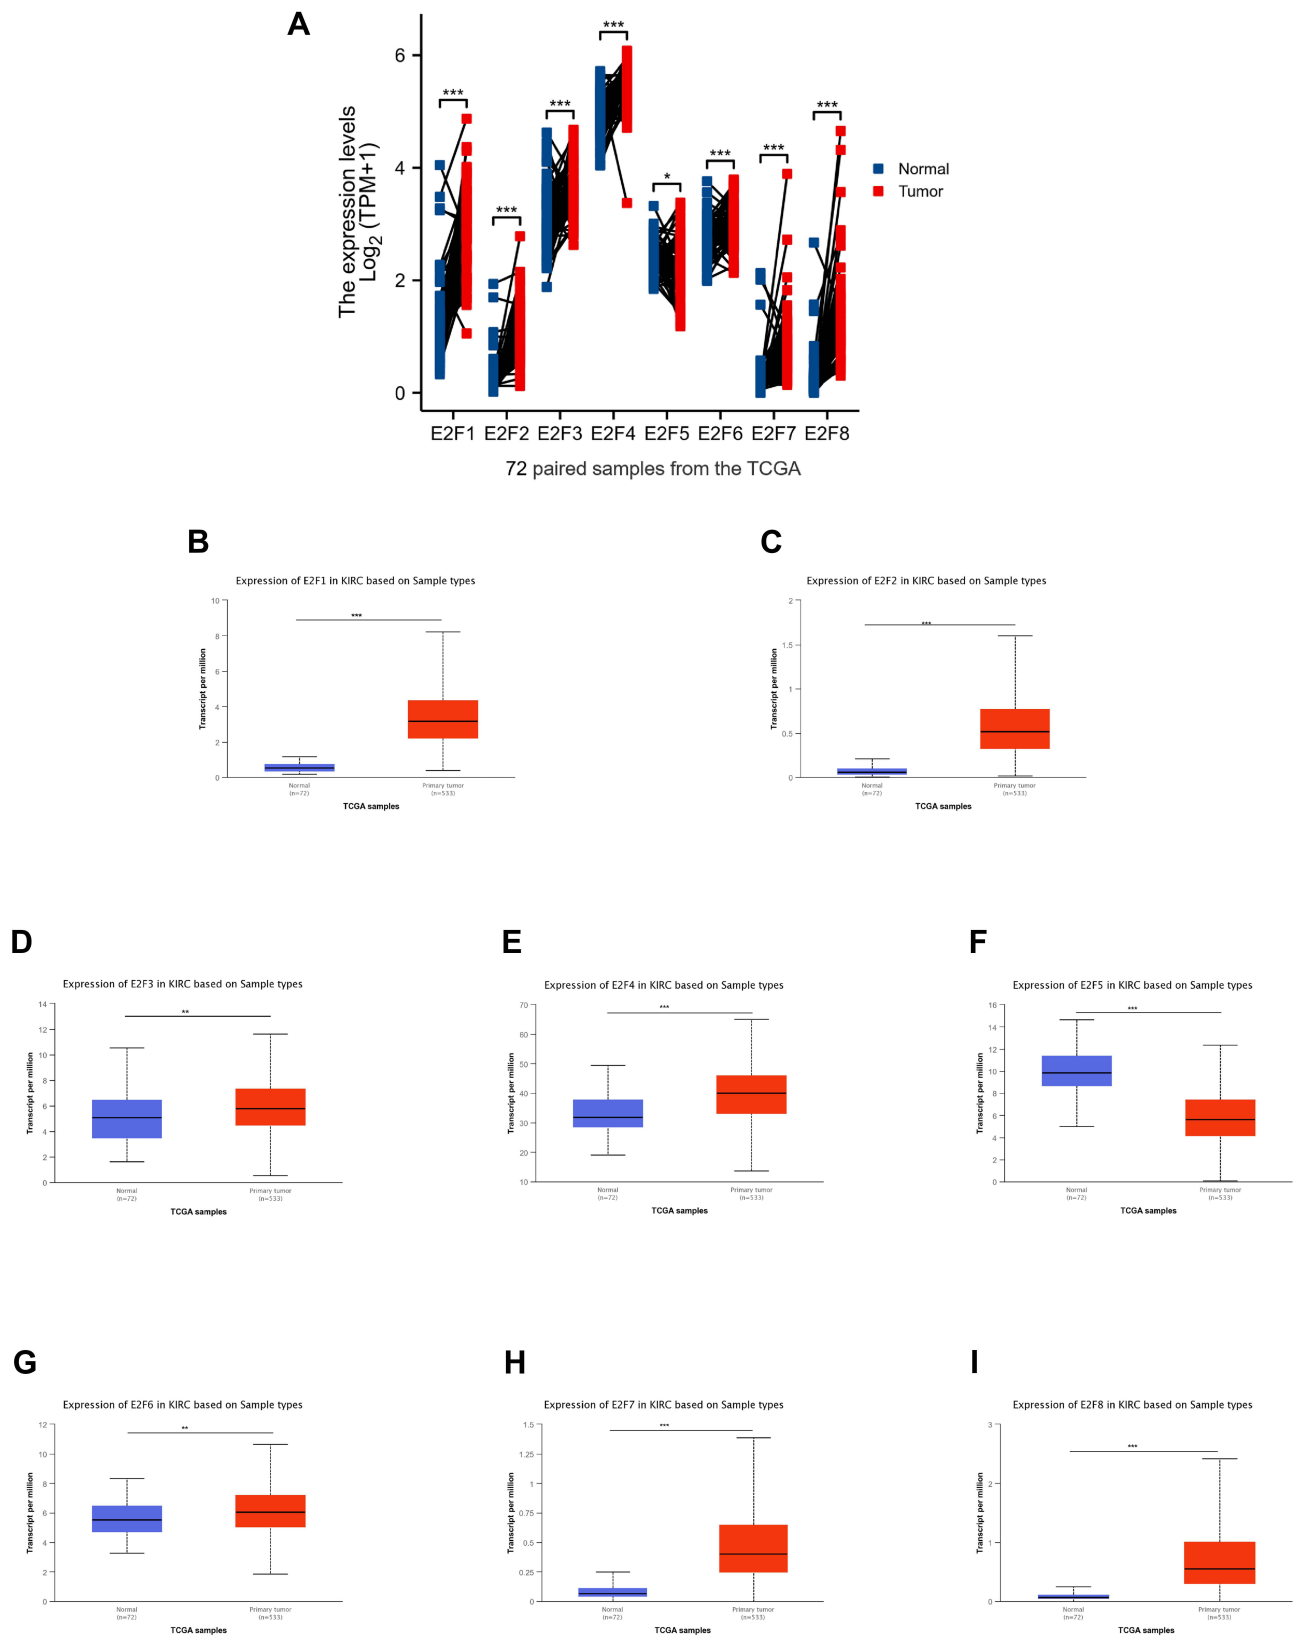 A
The expression levels
Log2 (TPM+1)
6
4
2
0
***
***
***
***
*
***
***
***
Normal
Tumor
E2F1 E2F2 E2F3 E2F4 E2F5 E2F6 E2F7 E2F8
72 paired samples from the TCGA
B
Expression of E2F1 in KIRC based on Sample types
Transcript per million
10
8
6
4
2
0
***
Normal
(n=72)
Primary tumor
(n=533)
TCGA samples
C
Expression of E2F2 in KIRC based on Sample types
Transcript per million
2
1.5
1
0.5
0
***
Normal
(n=72)
Primary tumor
(n=533)
TCGA samples
D
Expression of E2F3 in KIRC based on Sample types
Transcript per million
14
12
10
8
6
4
2
0
**
Normal
(n=72)
Primary tumor
(n=533)
TCGA samples
E
Expression of E2F4 in KIRC based on Sample types
Transcript per million
70
60
50
40
30
20
10
***
Normal
(n=72)
Primary tumor
(n=533)
TCGA samples
F
Expression of E2F5 in KIRC based on Sample types
Transcript per million
16
14
12
10
8
6
4
2
0
***
Normal
(n=72)
Primary tumor
(n=533)
TCGA samples
G
Expression of E2F6 in KIRC based on Sample types
Transcript per million
12
10
8
6
4
2
0
**
Normal
(n=72)
Primary tumor
(n=533)
TCGA samples
H
Expression of E2F7 in KIRC based on Sample types
Transcript per million
1.5
1.25
1
0.75
0.5
0.25
0
***
Normal
(n=72)
Primary tumor
(n=533)
TCGA samples
I
Expression of E2F8 in KIRC based on Sample types
Transcript per million
3
2
1
0
***
Normal
(n=72)
Primary tumor
(n=533)
TCGA samples